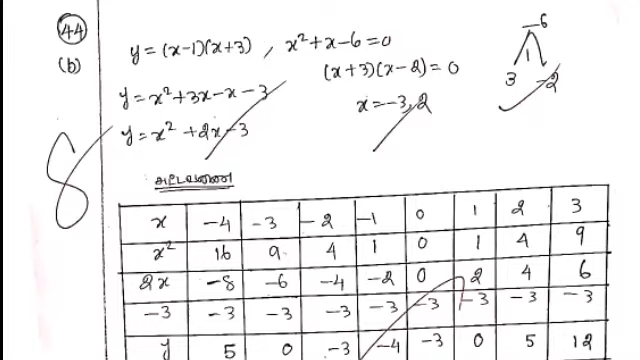 44
(b)
y = (x-1)(x+3) , x² + x - 6 = 0
-6
1
3 -2
(x+3)(x-2) = 0
y = x² + 3x - x - 3
x = -3, 2
y = x² + 2x - 3
8
அட்டவணை
x -4 -3 -2 -1 0 1 2 3
x² 16 9 4 1 0 1 4 9
2x -8 -6 -4 -2 0 2 4 6
-3 -3 -3 -3 -3 -3 -3 -3 -3
y 5 0 -3 -4 -3 0 5 12